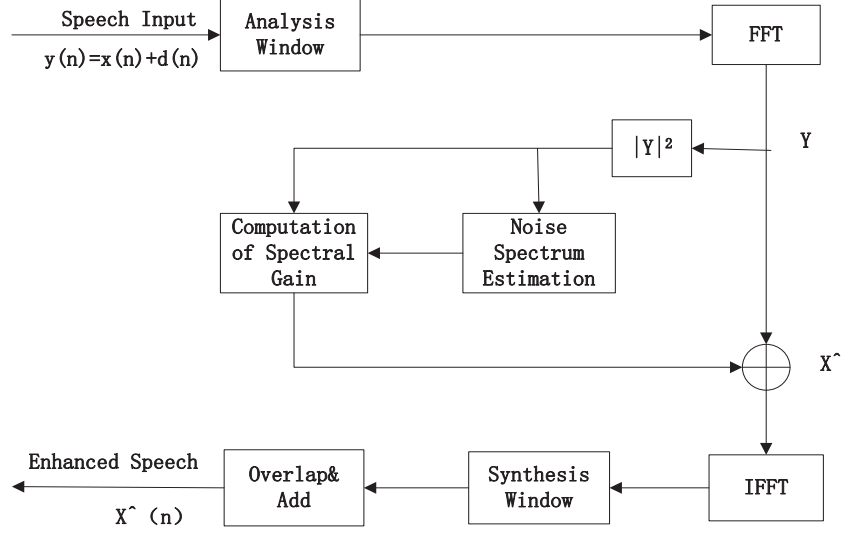 Speech Input
y(n)=x(n)+d(n)
Analysis
Window
FFT
|Y|²
Y
Computation
of Spectral
Gain
Noise
Spectrum
Estimation
X^
Enhanced Speech
X^ (n)
Overlap&
Add
Synthesis
Window
IFFT